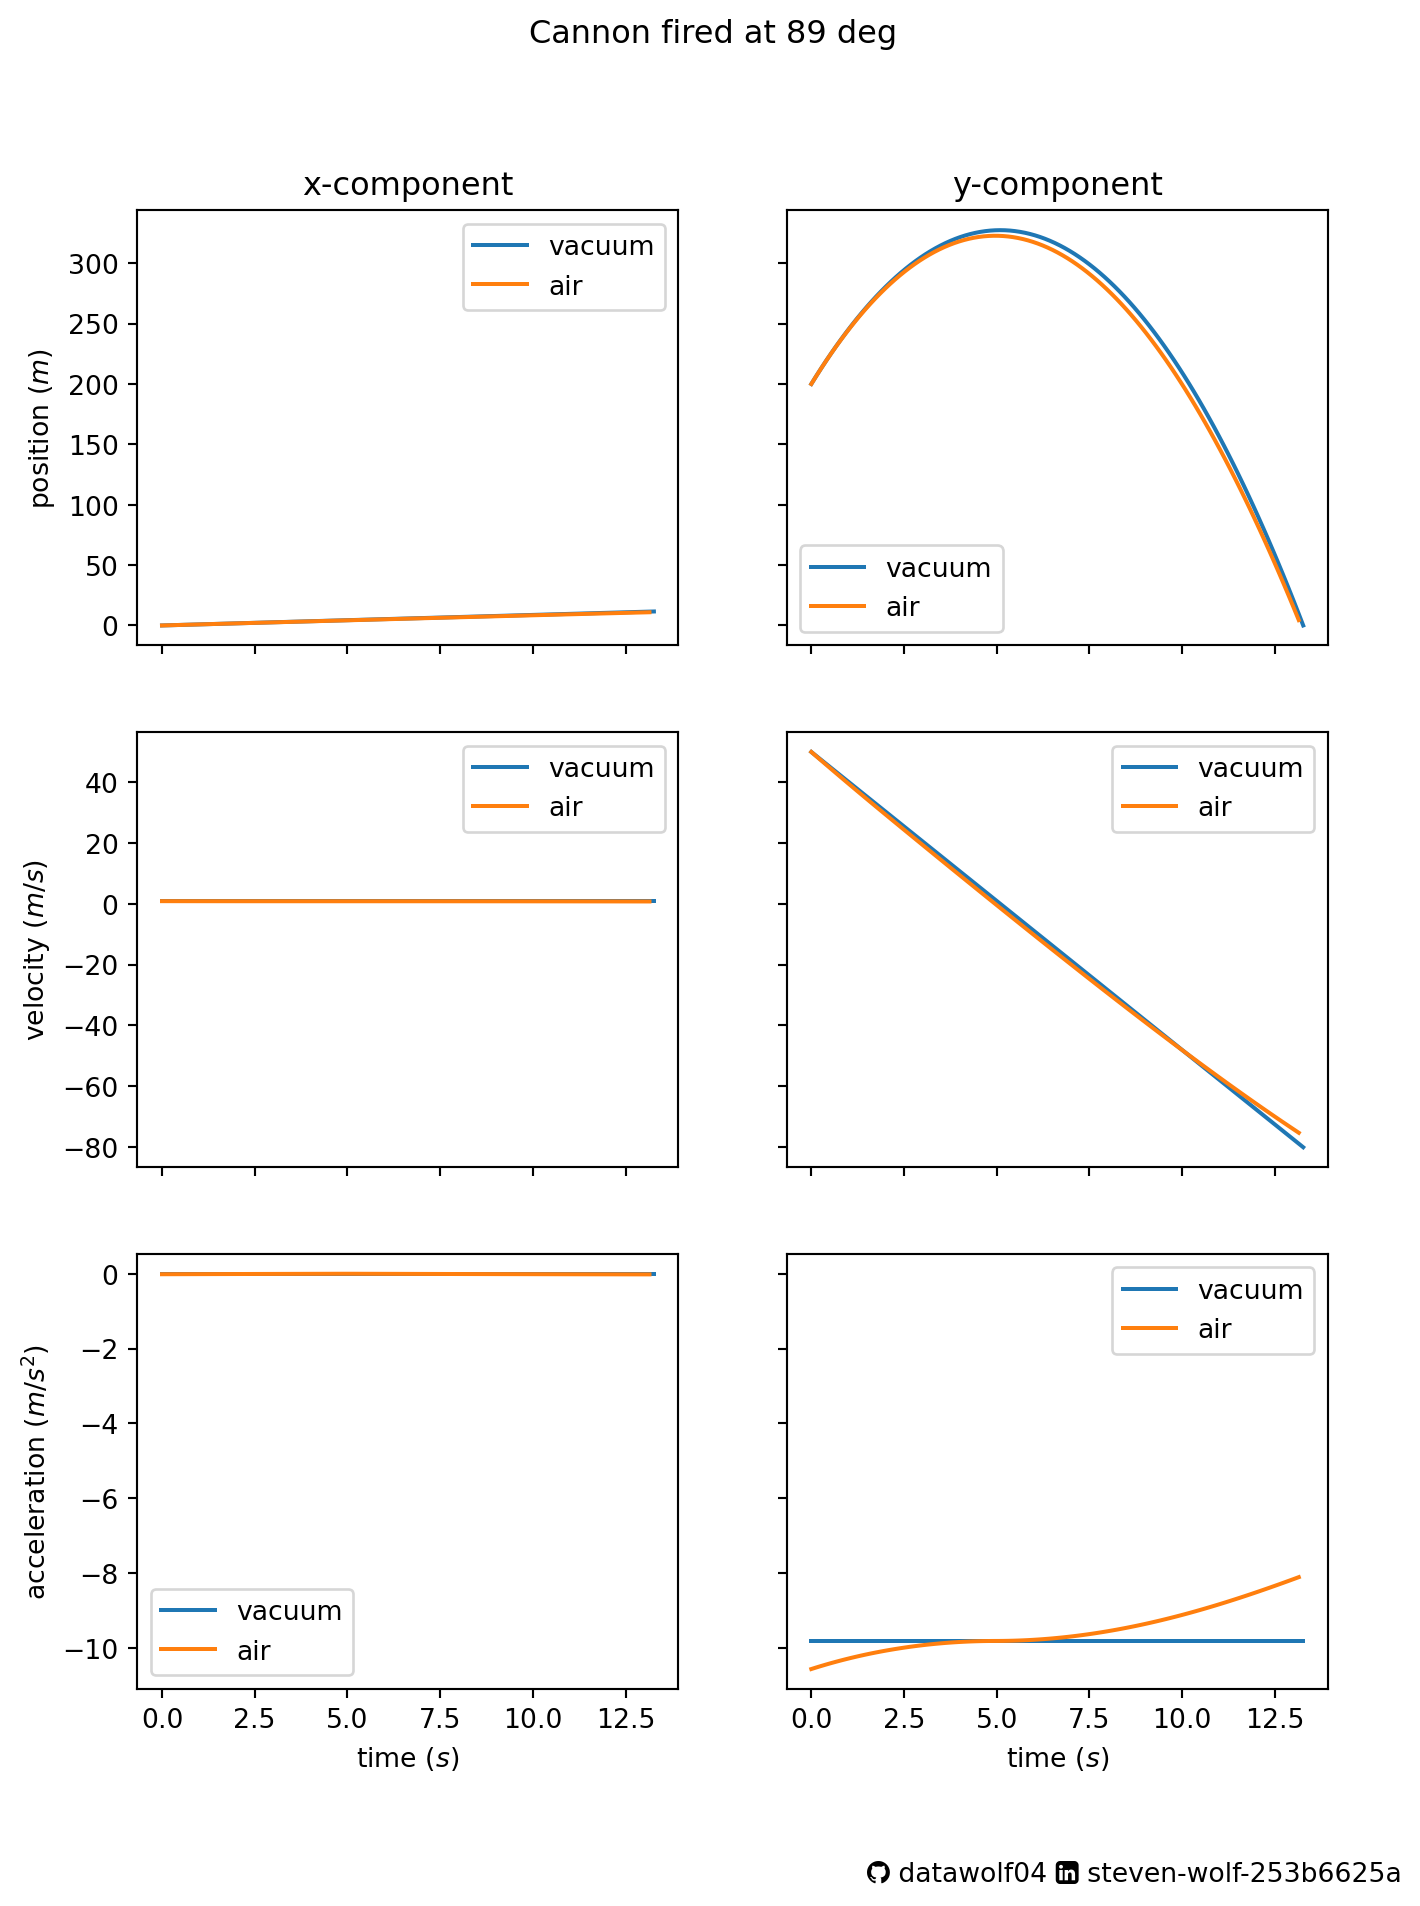 Cannon fired at 89 deg
x-component
y-component
position (m)
300
250
200
150
100
50
0
vacuum
air
vacuum
air
velocity (m/s)
40
20
0
−20
−40
−60
−80
vacuum
air
vacuum
air
acceleration (m/s²)
0
−2
−4
−6
−8
−10
vacuum
air
vacuum
air
0.0 2.5 5.0 7.5 10.0 12.5
time (s)
0.0 2.5 5.0 7.5 10.0 12.5
time (s)
datawolf04 steven-wolf-253b6625a